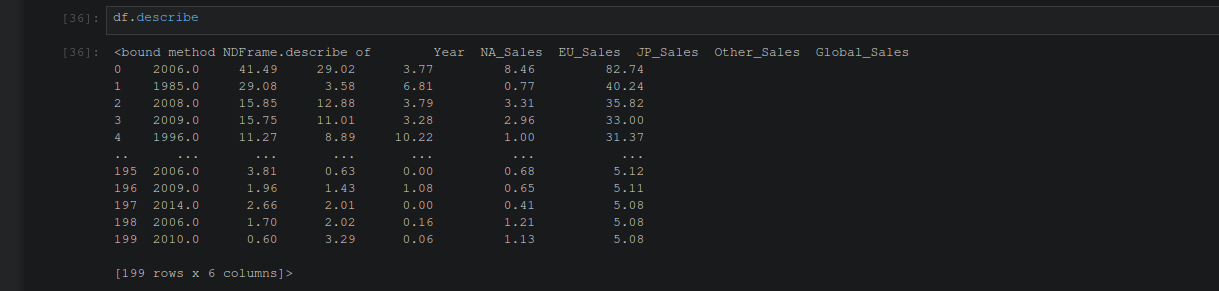 [36]: df.describe
[36]: <bound method NDFrame.describe of        Year  NA_Sales  EU_Sales  JP_Sales  Other_Sales  Global_Sales
0    2006.0     41.49     29.02      3.77         8.46         82.74
1    1985.0     29.08      3.58      6.81         0.77         40.24
2    2008.0     15.85     12.88      3.79         3.31         35.82
3    2009.0     15.75     11.01      3.28         2.96         33.00
4    1996.0     11.27      8.89     10.22         1.00         31.37
..      ...       ...       ...       ...          ...           ...
195  2006.0      3.81      0.63      0.00         0.68          5.12
196  2009.0      1.96      1.43      1.08         0.65          5.11
197  2014.0      2.66      2.01      0.00         0.41          5.08
198  2006.0      1.70      2.02      0.16         1.21          5.08
199  2010.0      0.60      3.29      0.06         1.13          5.08
[199 rows x 6 columns]>